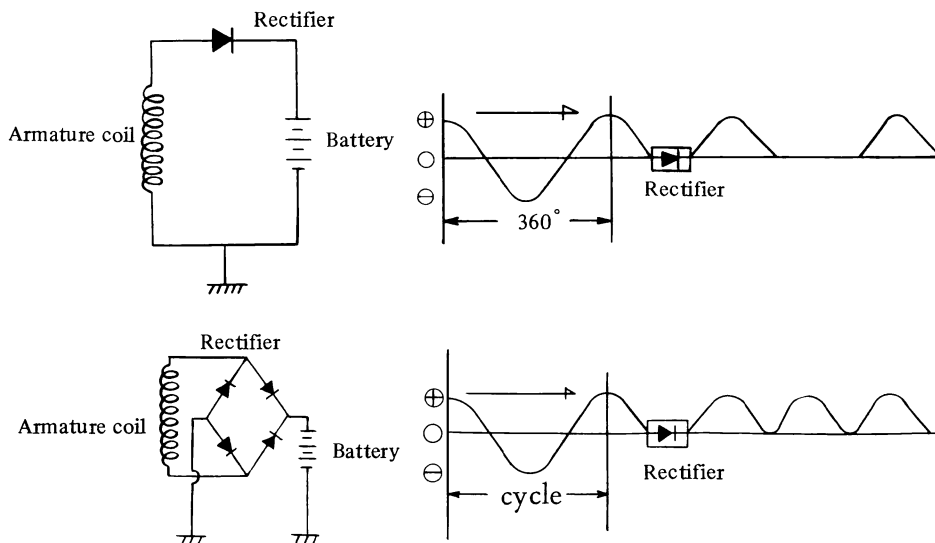 Rectifier
Armature coil
Battery
⊕
○
⊖
360°
Rectifier
Rectifier
Armature coil
Battery
⊕
○
⊖
cycle
Rectifier